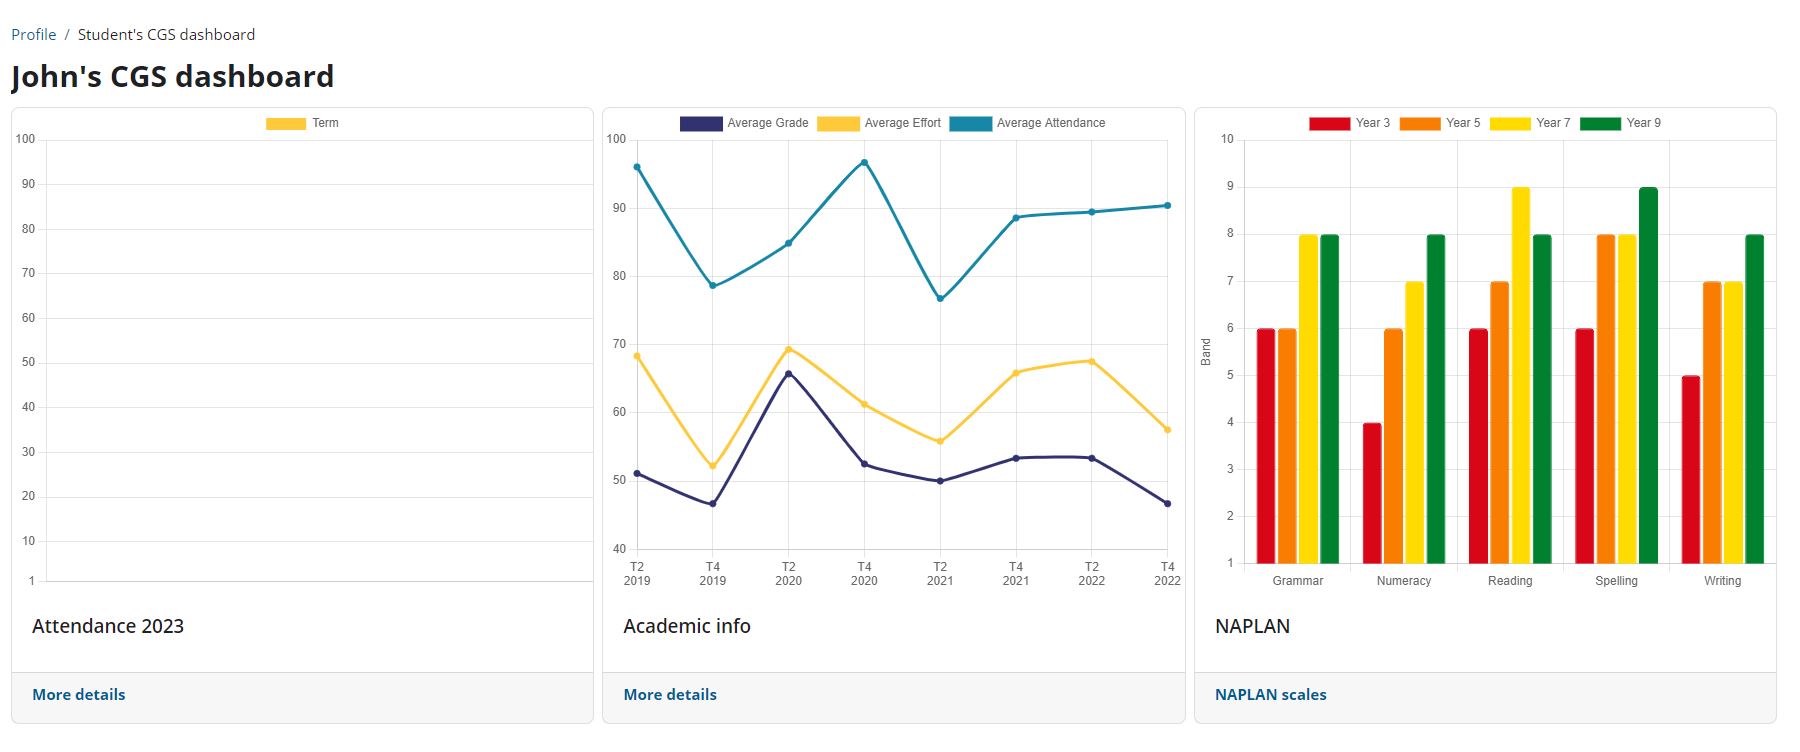 Profile / Student's CGS dashboard
John's CGS dashboard
Term
100
90
80
70
60
50
40
30
20
10
1
Attendance 2023
More details
Average Grade Average Effort Average Attendance
100
90
80
70
60
50
40
T2 T4 T2 T4 T2 T4 T2 T4
2019 2019 2020 2020 2021 2021 2022 2022
Academic info
More details
Year 3 Year 5 Year 7 Year 9
10
9
8
7
6
5
4
3
2
1
Band
Grammar Numeracy Reading Spelling Writing
NAPLAN
NAPLAN scales